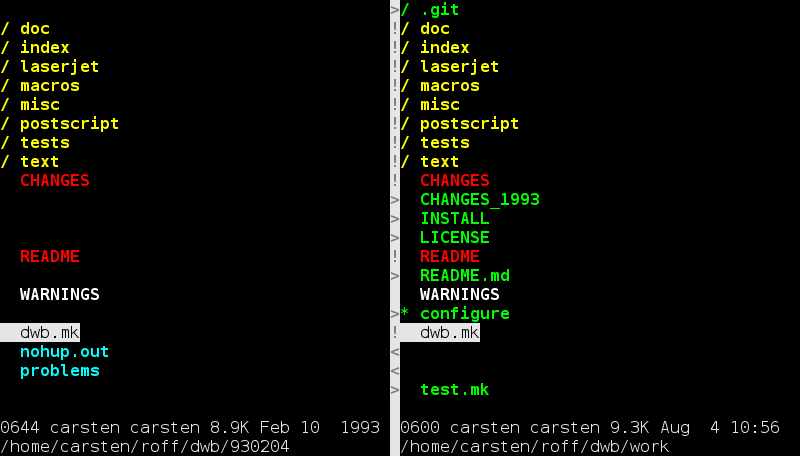 / doc
/ index
/ laserjet
/ macros
/ misc
/ postscript
/ tests
/ text
CHANGES
README
WARNINGS
dwb.mk
nohup.out
problems
0644 carsten carsten 8.9K Feb 10  1993
/home/carsten/roff/dwb/930204
>/ .git
!/ doc
!/ index
!/ laserjet
!/ macros
!/ misc
!/ postscript
!/ tests
!/ text
! CHANGES
> CHANGES_1993
> INSTALL
> LICENSE
! README
> README.md
WARNINGS
>* configure
! dwb.mk
<
<
> test.mk
0600 carsten carsten 9.3K Aug  4 10:56
/home/carsten/roff/dwb/work